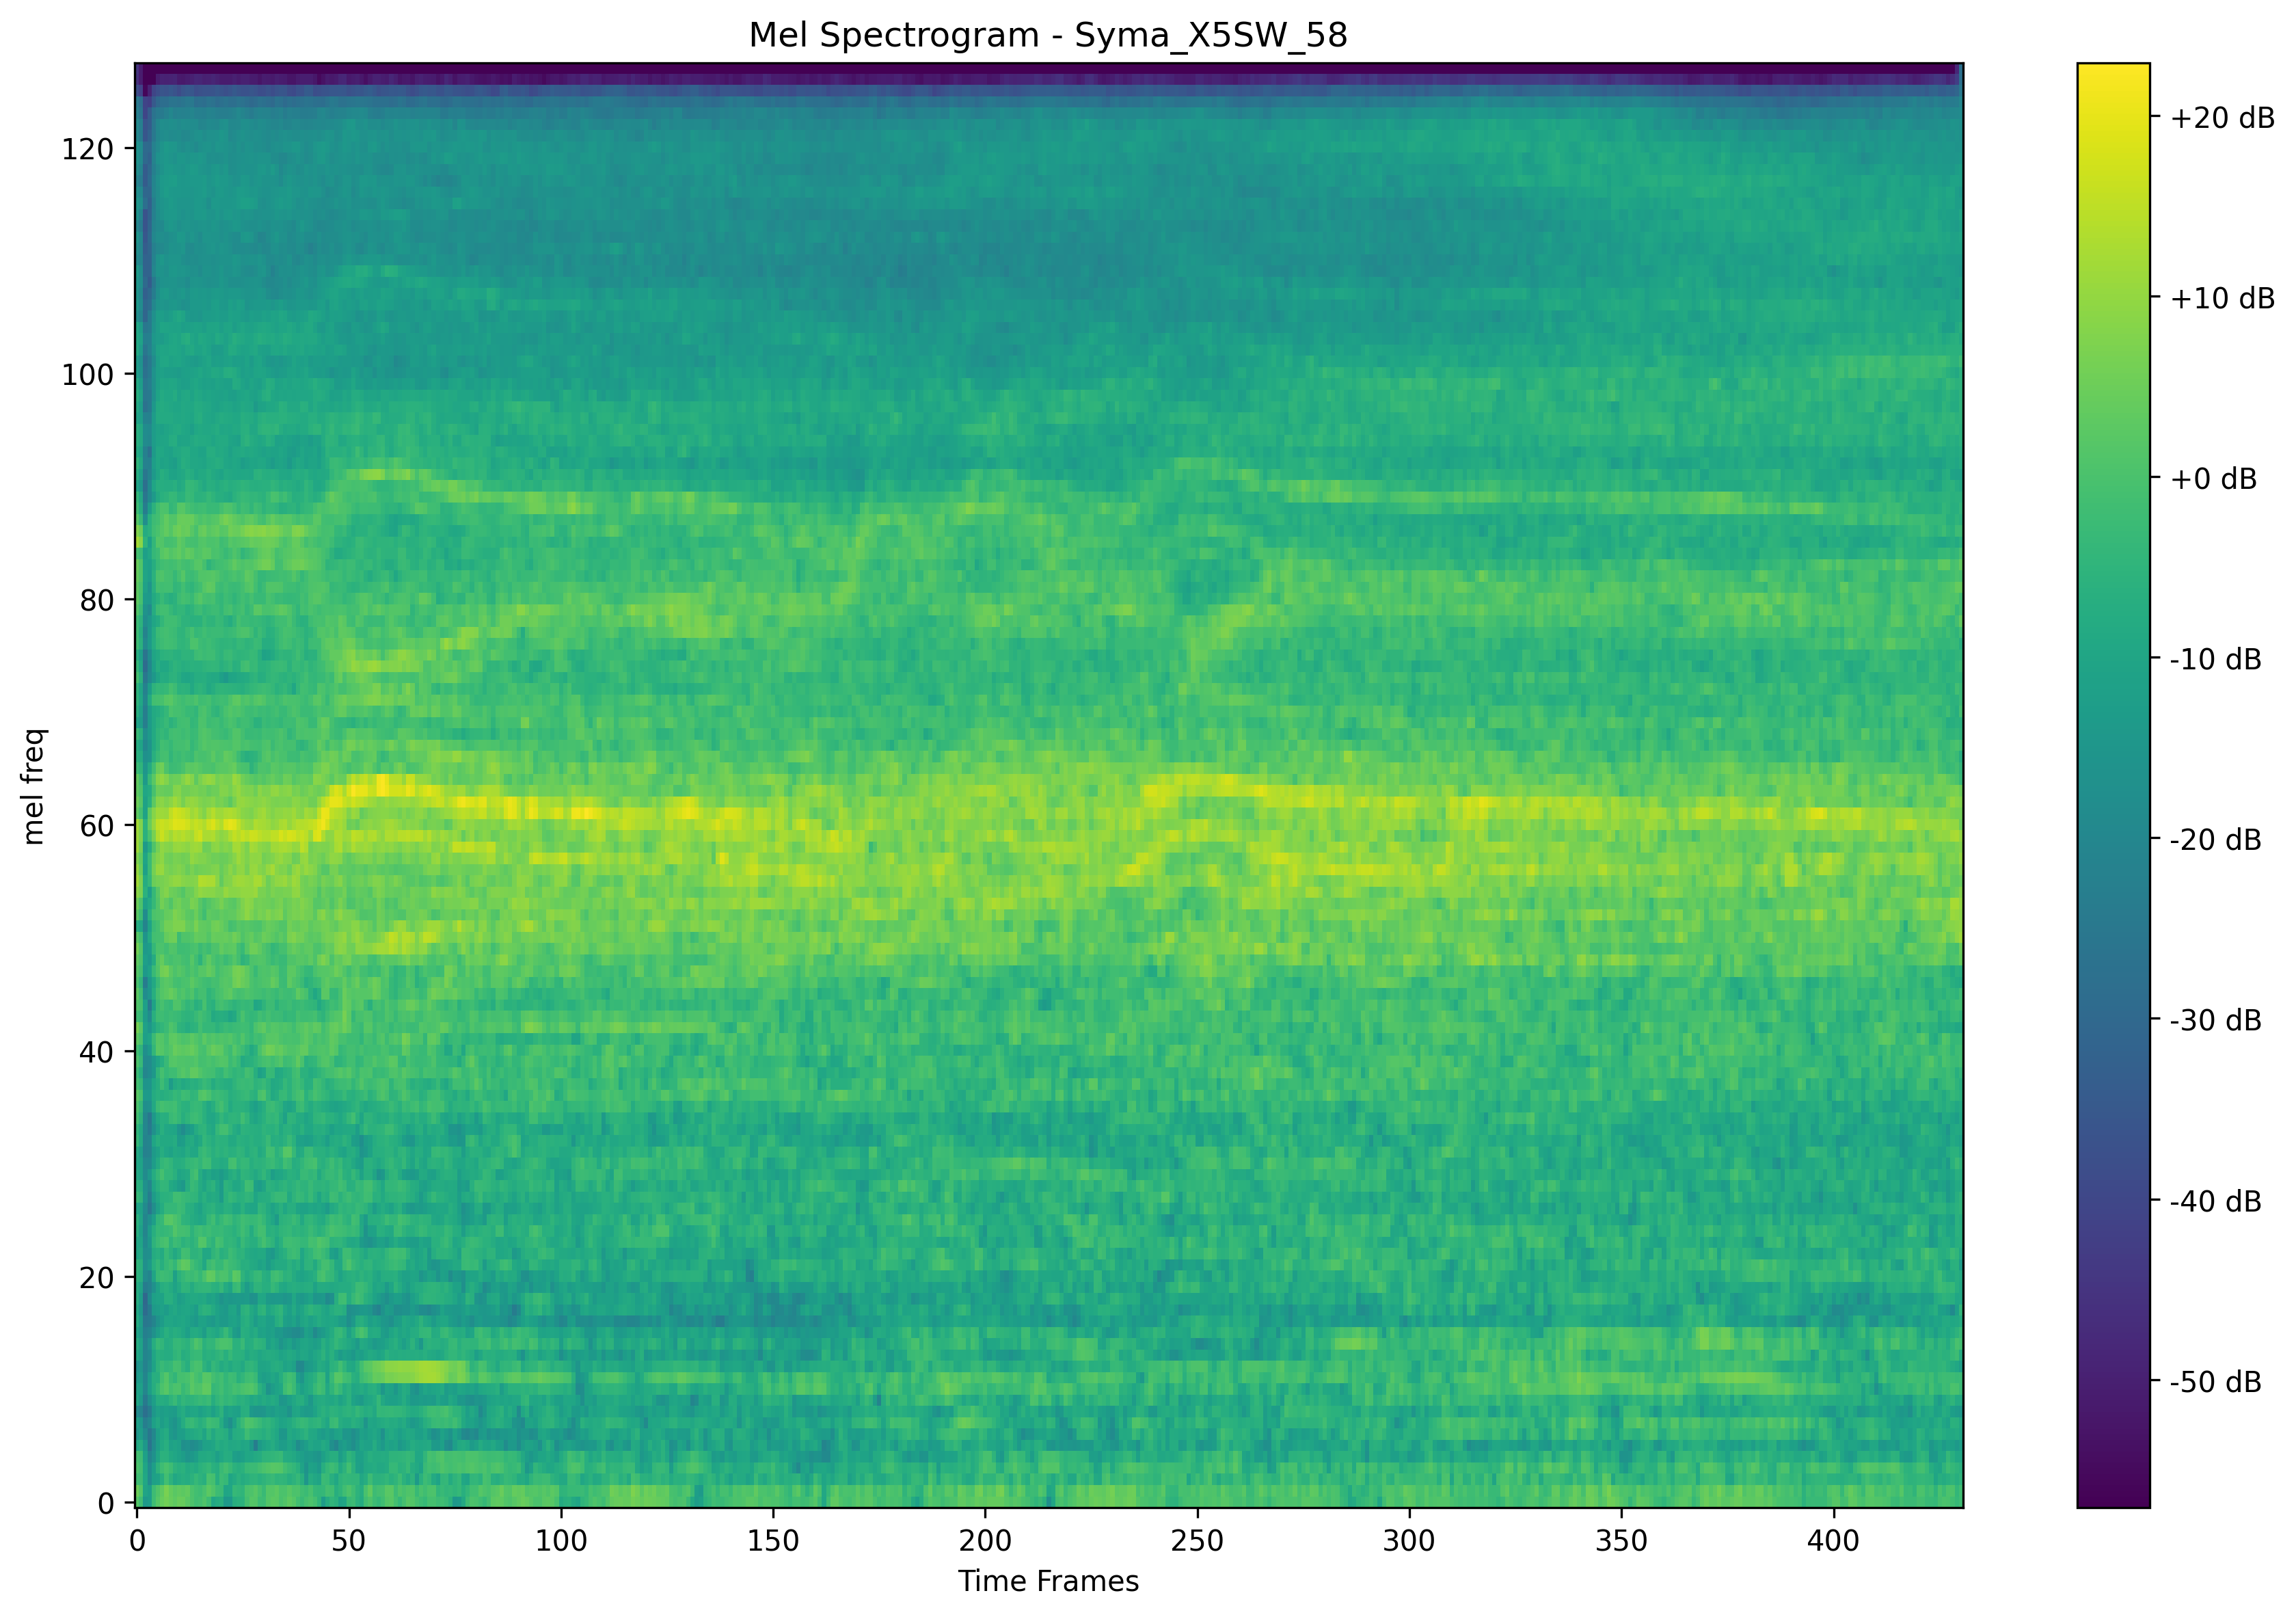 Mel Spectrogram - Syma_X5SW_58
mel freq
120
100
80
60
40
20
0
0 50 100 150 200 250 300 350 400
Time Frames
+20 dB
+10 dB
+0 dB
-10 dB
-20 dB
-30 dB
-40 dB
-50 dB